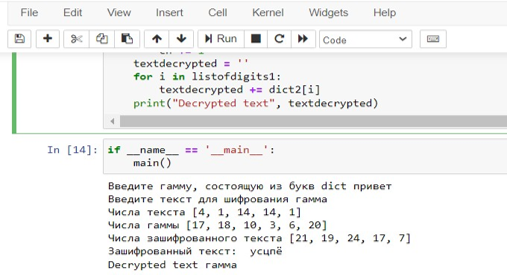 File Edit View Insert Cell Kernel Widgets Help
Run Code
textdecrypted = ''
for i in listofdigits1:
textdecrypted += dict2[i]
print("Decrypted text", textdecrypted)
In [14]: if __name__ == '__main__':
main()
Введите гамму, состоящую из букв dict привет
Введите текст для шифрования гамма
Числа текста [4, 1, 14, 14, 1]
Числа гаммы [17, 18, 10, 3, 6, 20]
Числа зашифрованного текста [21, 19, 24, 17, 7]
Зашифрованный текст: усцпё
Decrypted text гамма